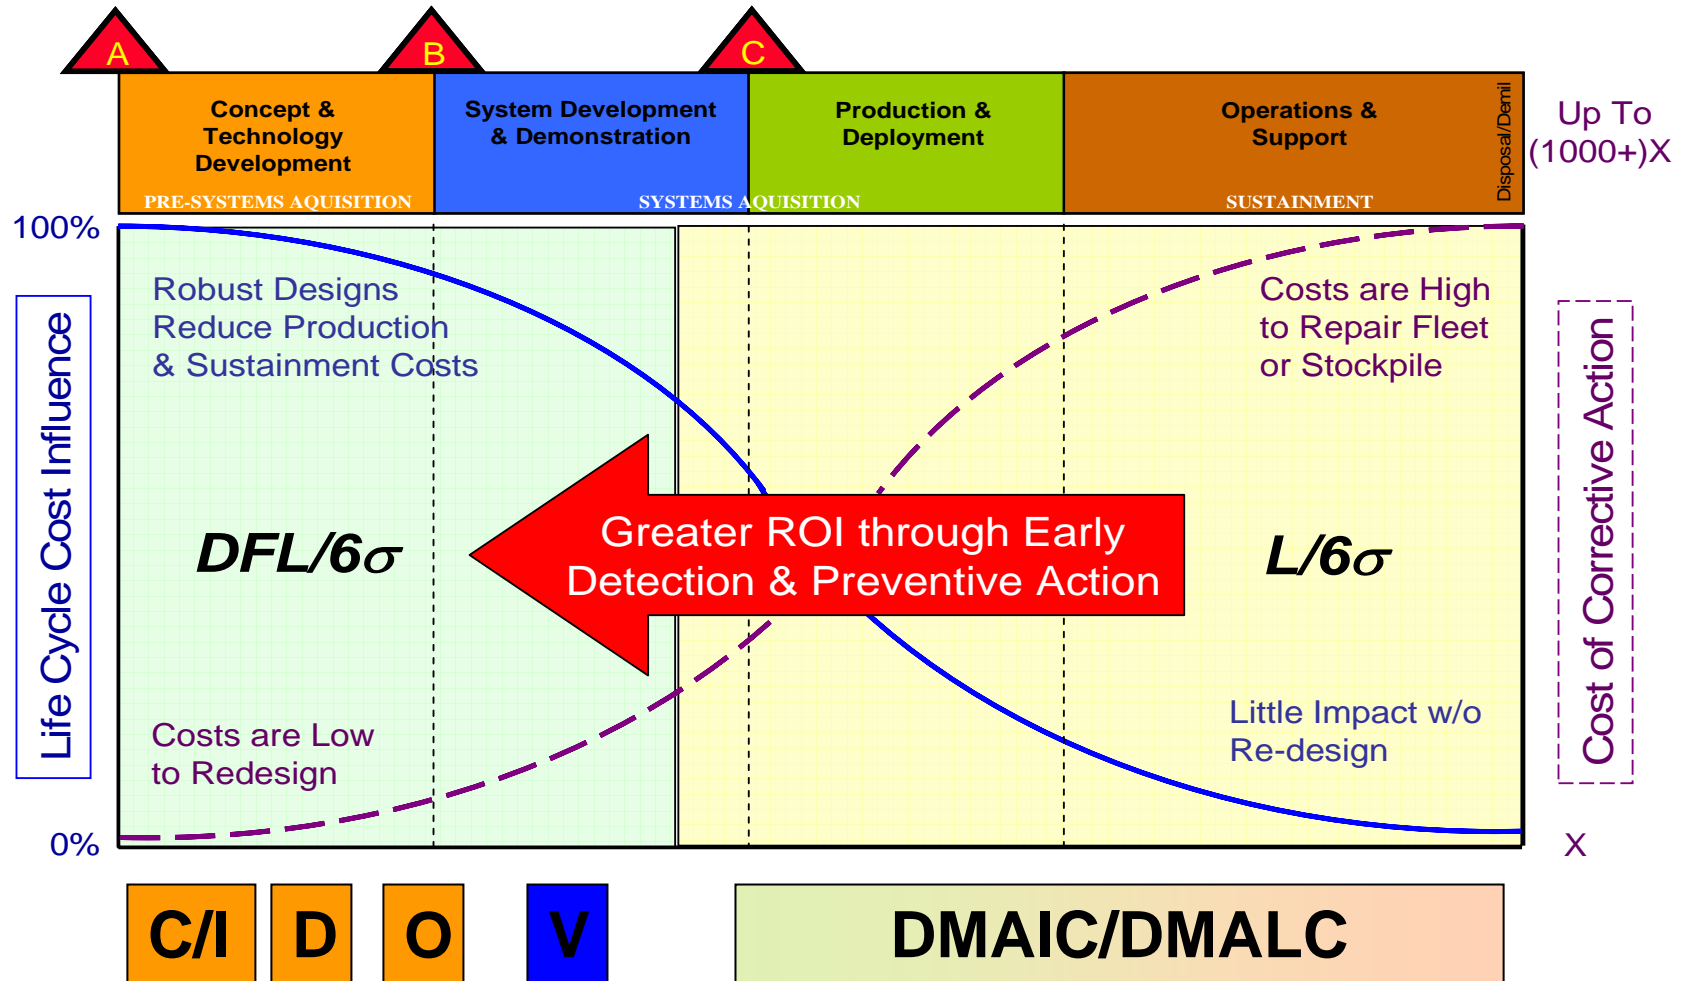 A
B
C
Concept &
Technology
Development
System Development
& Demonstration
Production &
Deployment
Operations &
Support
Disposal/Demil
Up To
(1000+)X
PRE-SYSTEMS AQUISITION
SYSTEMS AQUISITION
SUSTAINMENT
100%
Robust Designs
Reduce Production
& Sustainment Costs
Costs are High
to Repair Fleet
or Stockpile
Life Cycle Cost Influence
Cost of Corrective Action
DFL/6σ
Greater ROI through Early
Detection & Preventive Action
L/6σ
Costs are Low
to Redesign
Little Impact w/o
Re-design
0%
X
C/I
D
O
V
DMAIC/DMALC